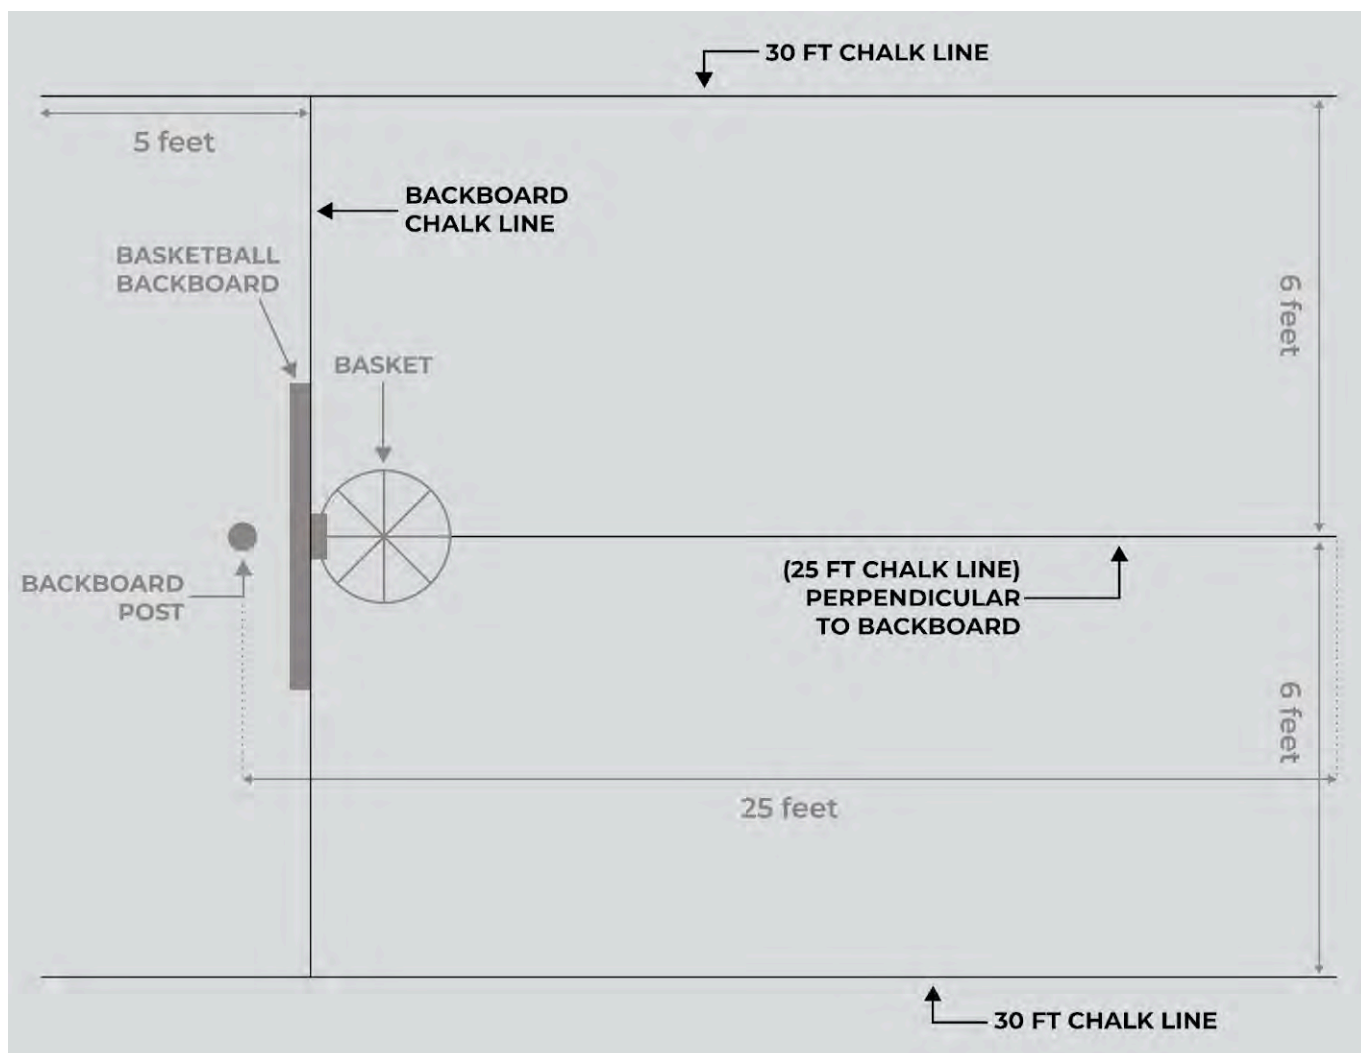 30 FT CHALK LINE
5 feet
BACKBOARD
CHALK LINE
BASKETBALL
BACKBOARD
6 feet
BASKET
(25 FT CHALK LINE)
PERPENDICULAR
TO BACKBOARD
BACKBOARD
POST
6 feet
25 feet
30 FT CHALK LINE